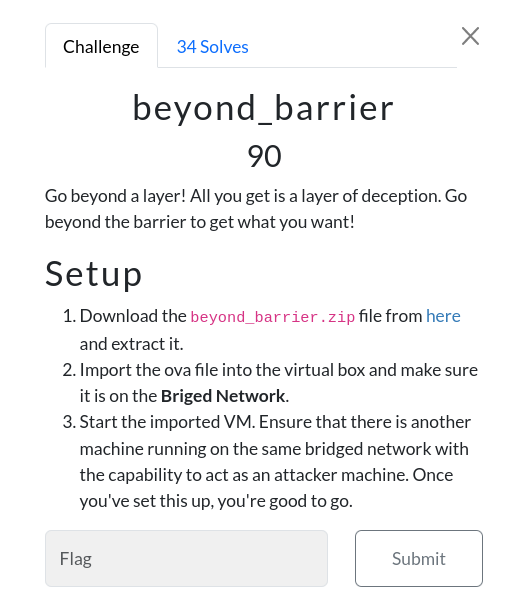 Challenge
34 Solves
beyond_barrier
90
Go beyond a layer! All you get is a layer of deception. Go
beyond the barrier to get what you want!
Setup
1. Download the beyond_barrier.zip file from here
and extract it.
2. Import the ova file into the virtual box and make sure
it is on the Briged Network.
3. Start the imported VM. Ensure that there is another
machine running on the same bridged network with
the capability to act as an attacker machine. Once
you've set this up, you're good to go.
Flag
Submit